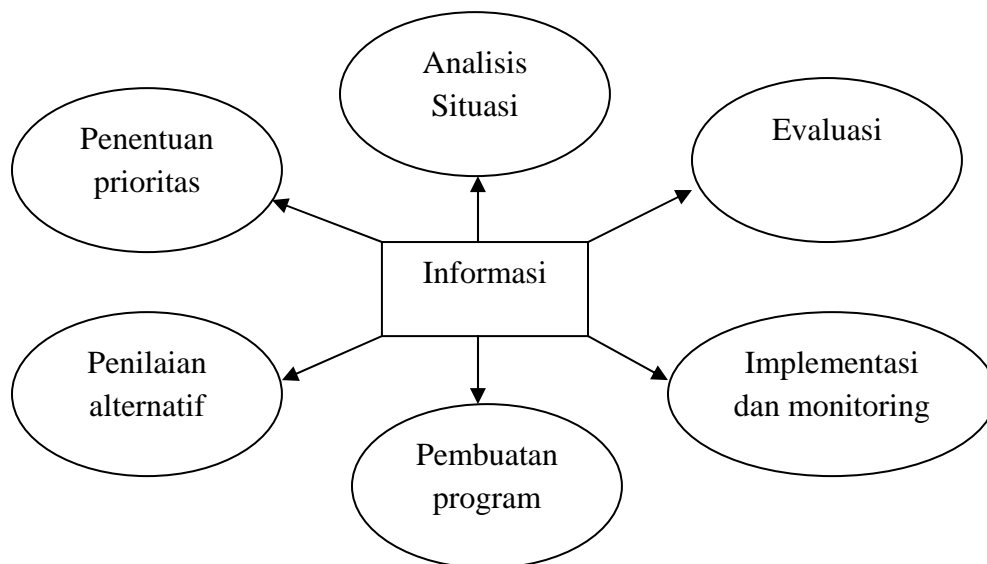 Analisis
Situasi
Penentuan
prioritas
Evaluasi
Informasi
Penilaian
alternatif
Implementasi
dan monitoring
Pembuatan
program